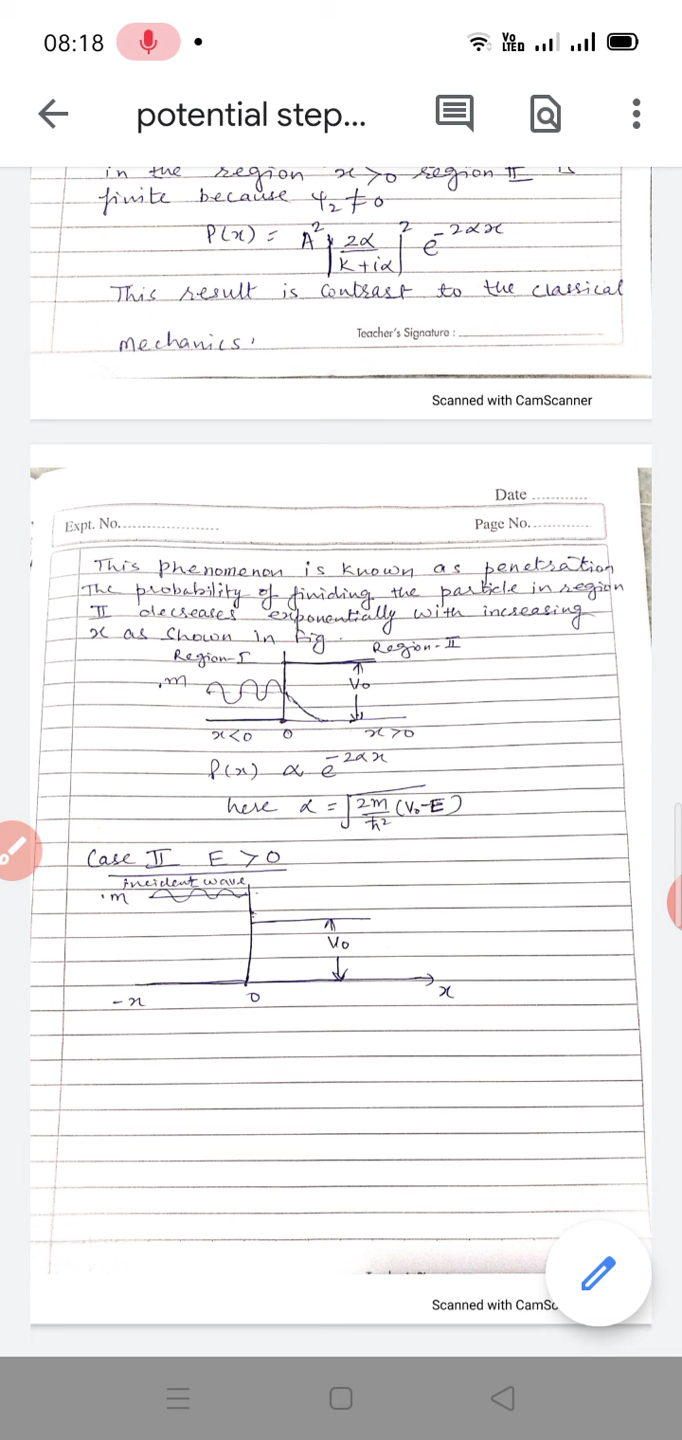 08:18
Vo
LTED
potential step...
in the region x>0 region II is
finite because ψ₂ ≠ 0
P(x) = A² |2α/K+iα|² e^-2αx
This result is contrast to the classical
mechanics.
Teacher's Signature :
Scanned with CamScanner
Date ............
Expt. No.......................
Page No..............
This phenomenon is known as penetration
The probability of finiding the particle in region
II decreases exponentially with increasing
x as shown in fig.
Region-I Region-II
.m
V₀
x<0 0 x>0
P(x) α e^-2αx
here α = √2m/ħ² (V₀-E)
Case II E > 0
incident wave
.m
V₀
-x 0 x
Scanned with CamSc